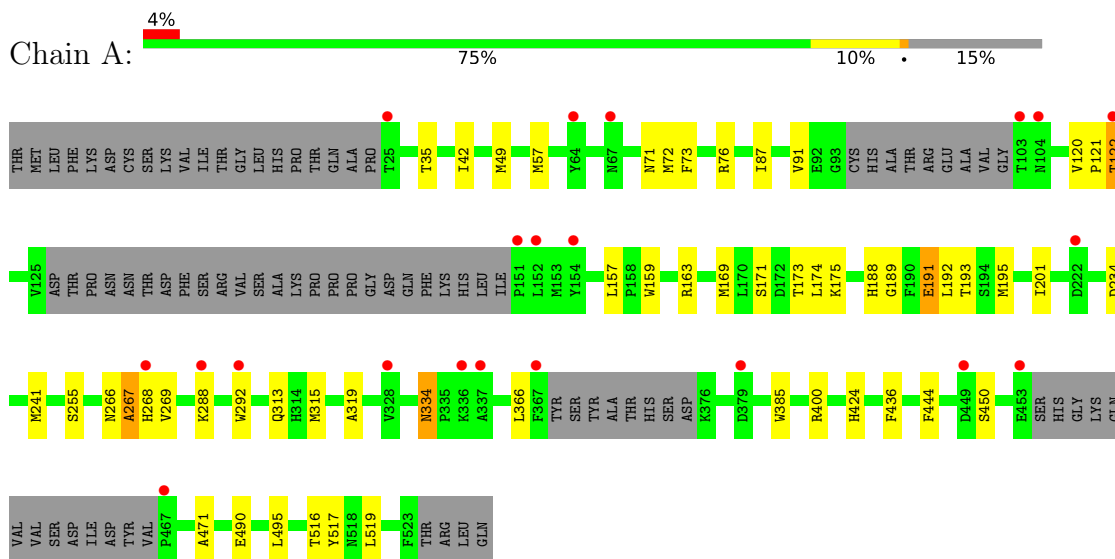 4%
Chain A:
75% 10% • 15%
THR MET LEU PHE LYS ASP CYS SER LYS VAL ILE THR GLY LEU HIS PRO THR GLN ALA PRO T25 T35 I42 M49 M57 Y64 N67 N71 M72 F73 R76 I87 V91 E92 G93 CYS HIS ALA THR ARG GLU ALA VAL GLY T103 N104 V120 P121 T122
V125 ASP THR PRO ASN ASN THR ASP PHE SER ARG VAL SER ALA LYS PRO PRO PRO GLY ASP GLN PHE LYS HIS LEU ILE P151 L152 M153 Y154 L157 P158 W159 R163 M169 L170 S171 D172 T173 L174 K175 H188 G189 F190 E191 L192 T193 S194 M195 I201 D222
M241 S255 N266 A267 H268 V269 K288 W292 Q313 H314 M315 A319 V328 N334 P335 K336 A337 L366 F367 TYR SER TYR ALA THR HIS SER ASP K376 D379 W385 R400 H424 F436 F444 D449 S450 E453 SER HIS GLY LYS GLN
VAL VAL SER ASP ILE ASP TYR VAL P467 A471 E490 L495 T516 Y517 N518 L519 F523 THR ARG LEU GLN